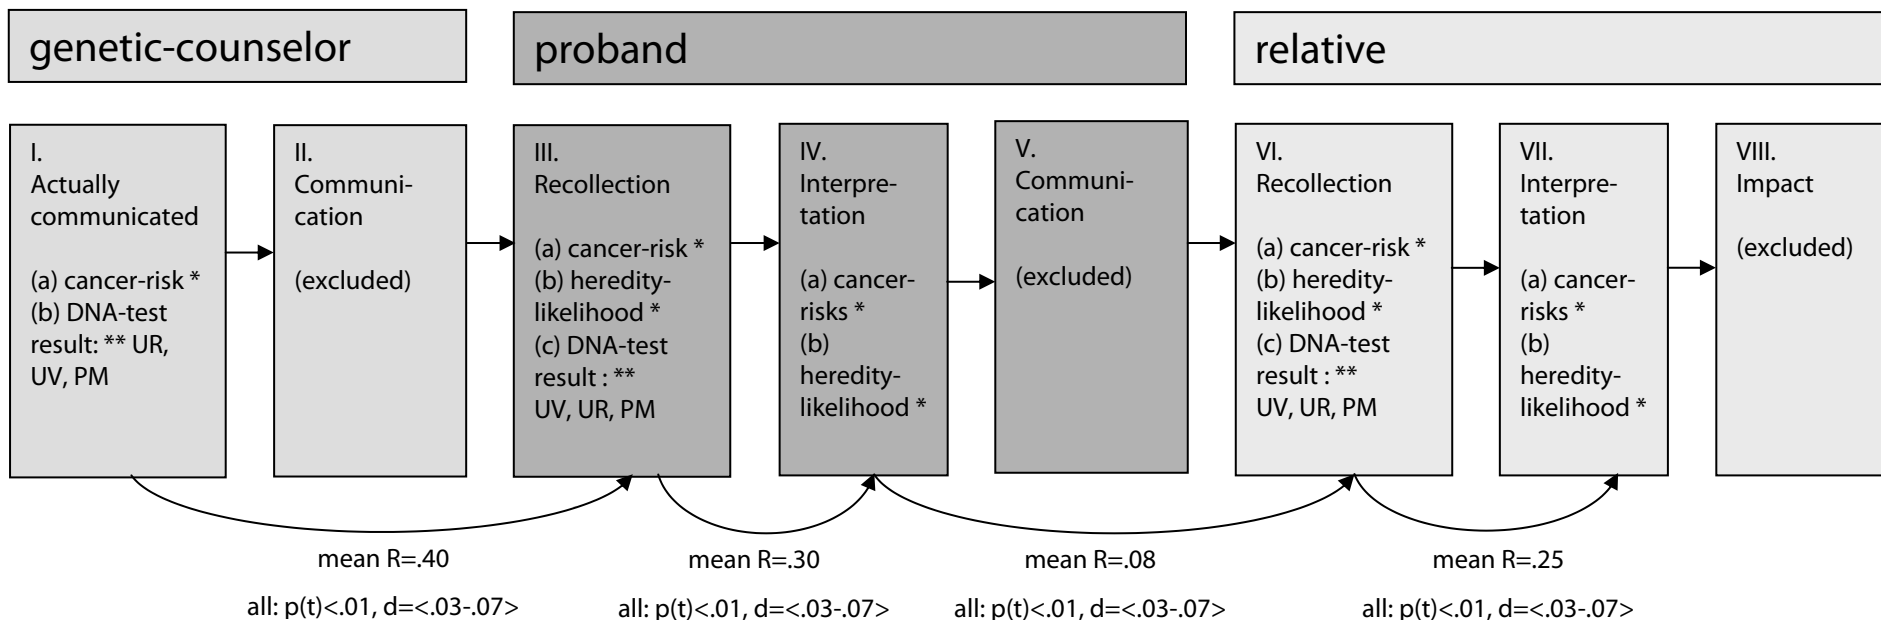 genetic-counselor
proband
relative
I.
Actually
communicated
(a) cancer-risk *
(b) DNA-test
result: ** UR,
UV, PM
II.
Communi-
cation
(excluded)
III.
Recollection
(a) cancer-risk *
(b) heredity-
likelihood *
(c) DNA-test
result : **
UV, UR, PM
IV.
Interpre-
tation
(a) cancer-
risks *
(b)
heredity-
likelihood *
V.
Communi-
cation
(excluded)
VI.
Recollection
(a) cancer-risk *
(b) heredity-
likelihood *
(c) DNA-test
result : **
UV, UR, PM
VII.
Interpre-
tation
(a) cancer-
risks *
(b)
heredity-
likelihood *
VIII.
Impact
(excluded)
mean R=.40
all: p(t)<.01, d=<.03-.07>
mean R=.30
all: p(t)<.01, d=<.03-.07>
mean R=.08
all: p(t)<.01, d=<.03-.07>
mean R=.25
all: p(t)<.01, d=<.03-.07>